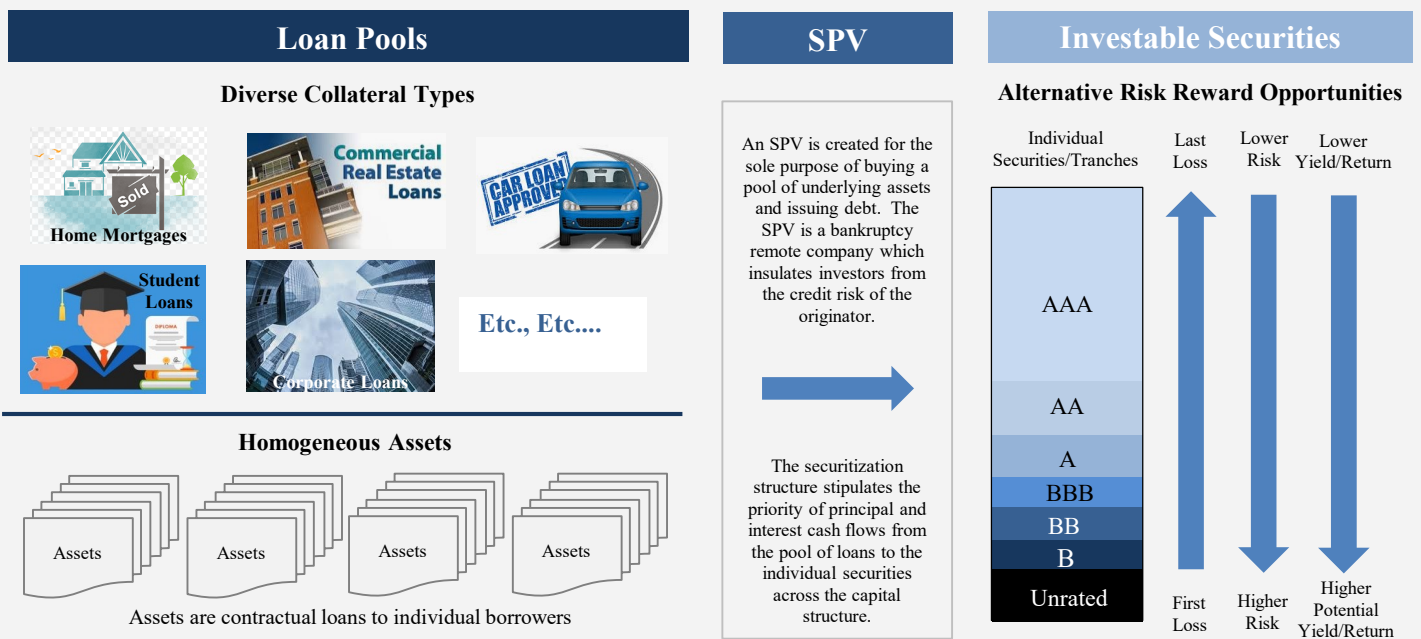 Loan Pools
Diverse Collateral Types
Sold
Home Mortgages
Commercial
Real Estate
Loans
CAR LOAN
APPROVED
Student
Loans
DIPLOMA
Corporate Loans
Etc., Etc....
Homogeneous Assets
Assets
Assets
Assets
Assets
Assets are contractual loans to individual borrowers
SPV
An SPV is created for the
sole purpose of buying a
pool of underlying assets
and issuing debt. The
SPV is a bankruptcy
remote company which
insulates investors from
the credit risk of the
originator.
The securitization
structure stipulates the
priority of principal and
interest cash flows from
the pool of loans to the
individual securities
across the capital
structure.
Investable Securities
Alternative Risk Reward Opportunities
Individual
Securities/Tranches
Last
Loss
Lower
Risk
Lower
Yield/Return
AAA
AA
A
BBB
BB
B
Unrated
First
Loss
Higher
Risk
Higher
Potential
Yield/Return